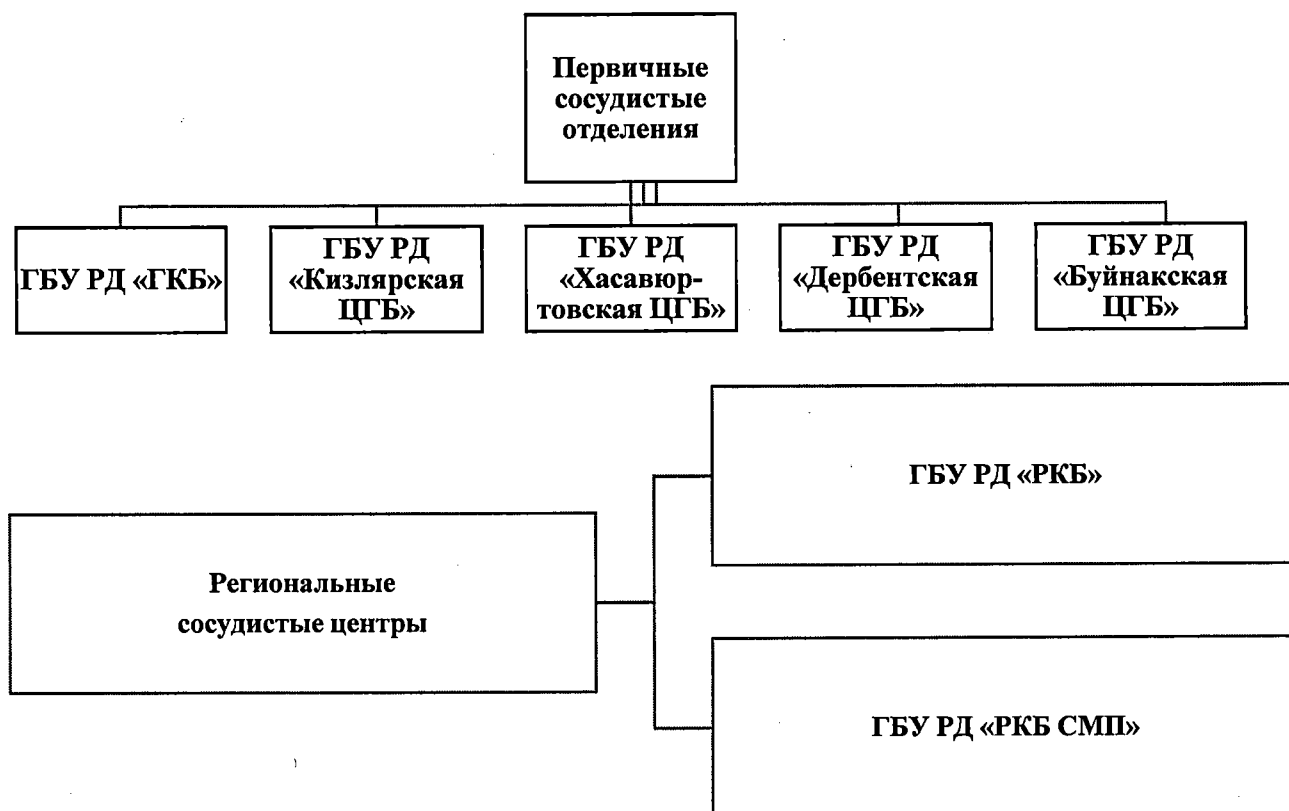 Первичные
сосудистые
отделения
ГБУ РД «ГКБ»
ГБУ РД
«Кизлярская
ЦГБ»
ГБУ РД
«Хасавюр-
товская ЦГБ»
ГБУ РД
«Дербентская
ЦГБ»
ГБУ РД
«Буйнакская
ЦГБ»
ГБУ РД «РКБ»
Региональные
сосудистые центры
ГБУ РД «РКБ СМП»